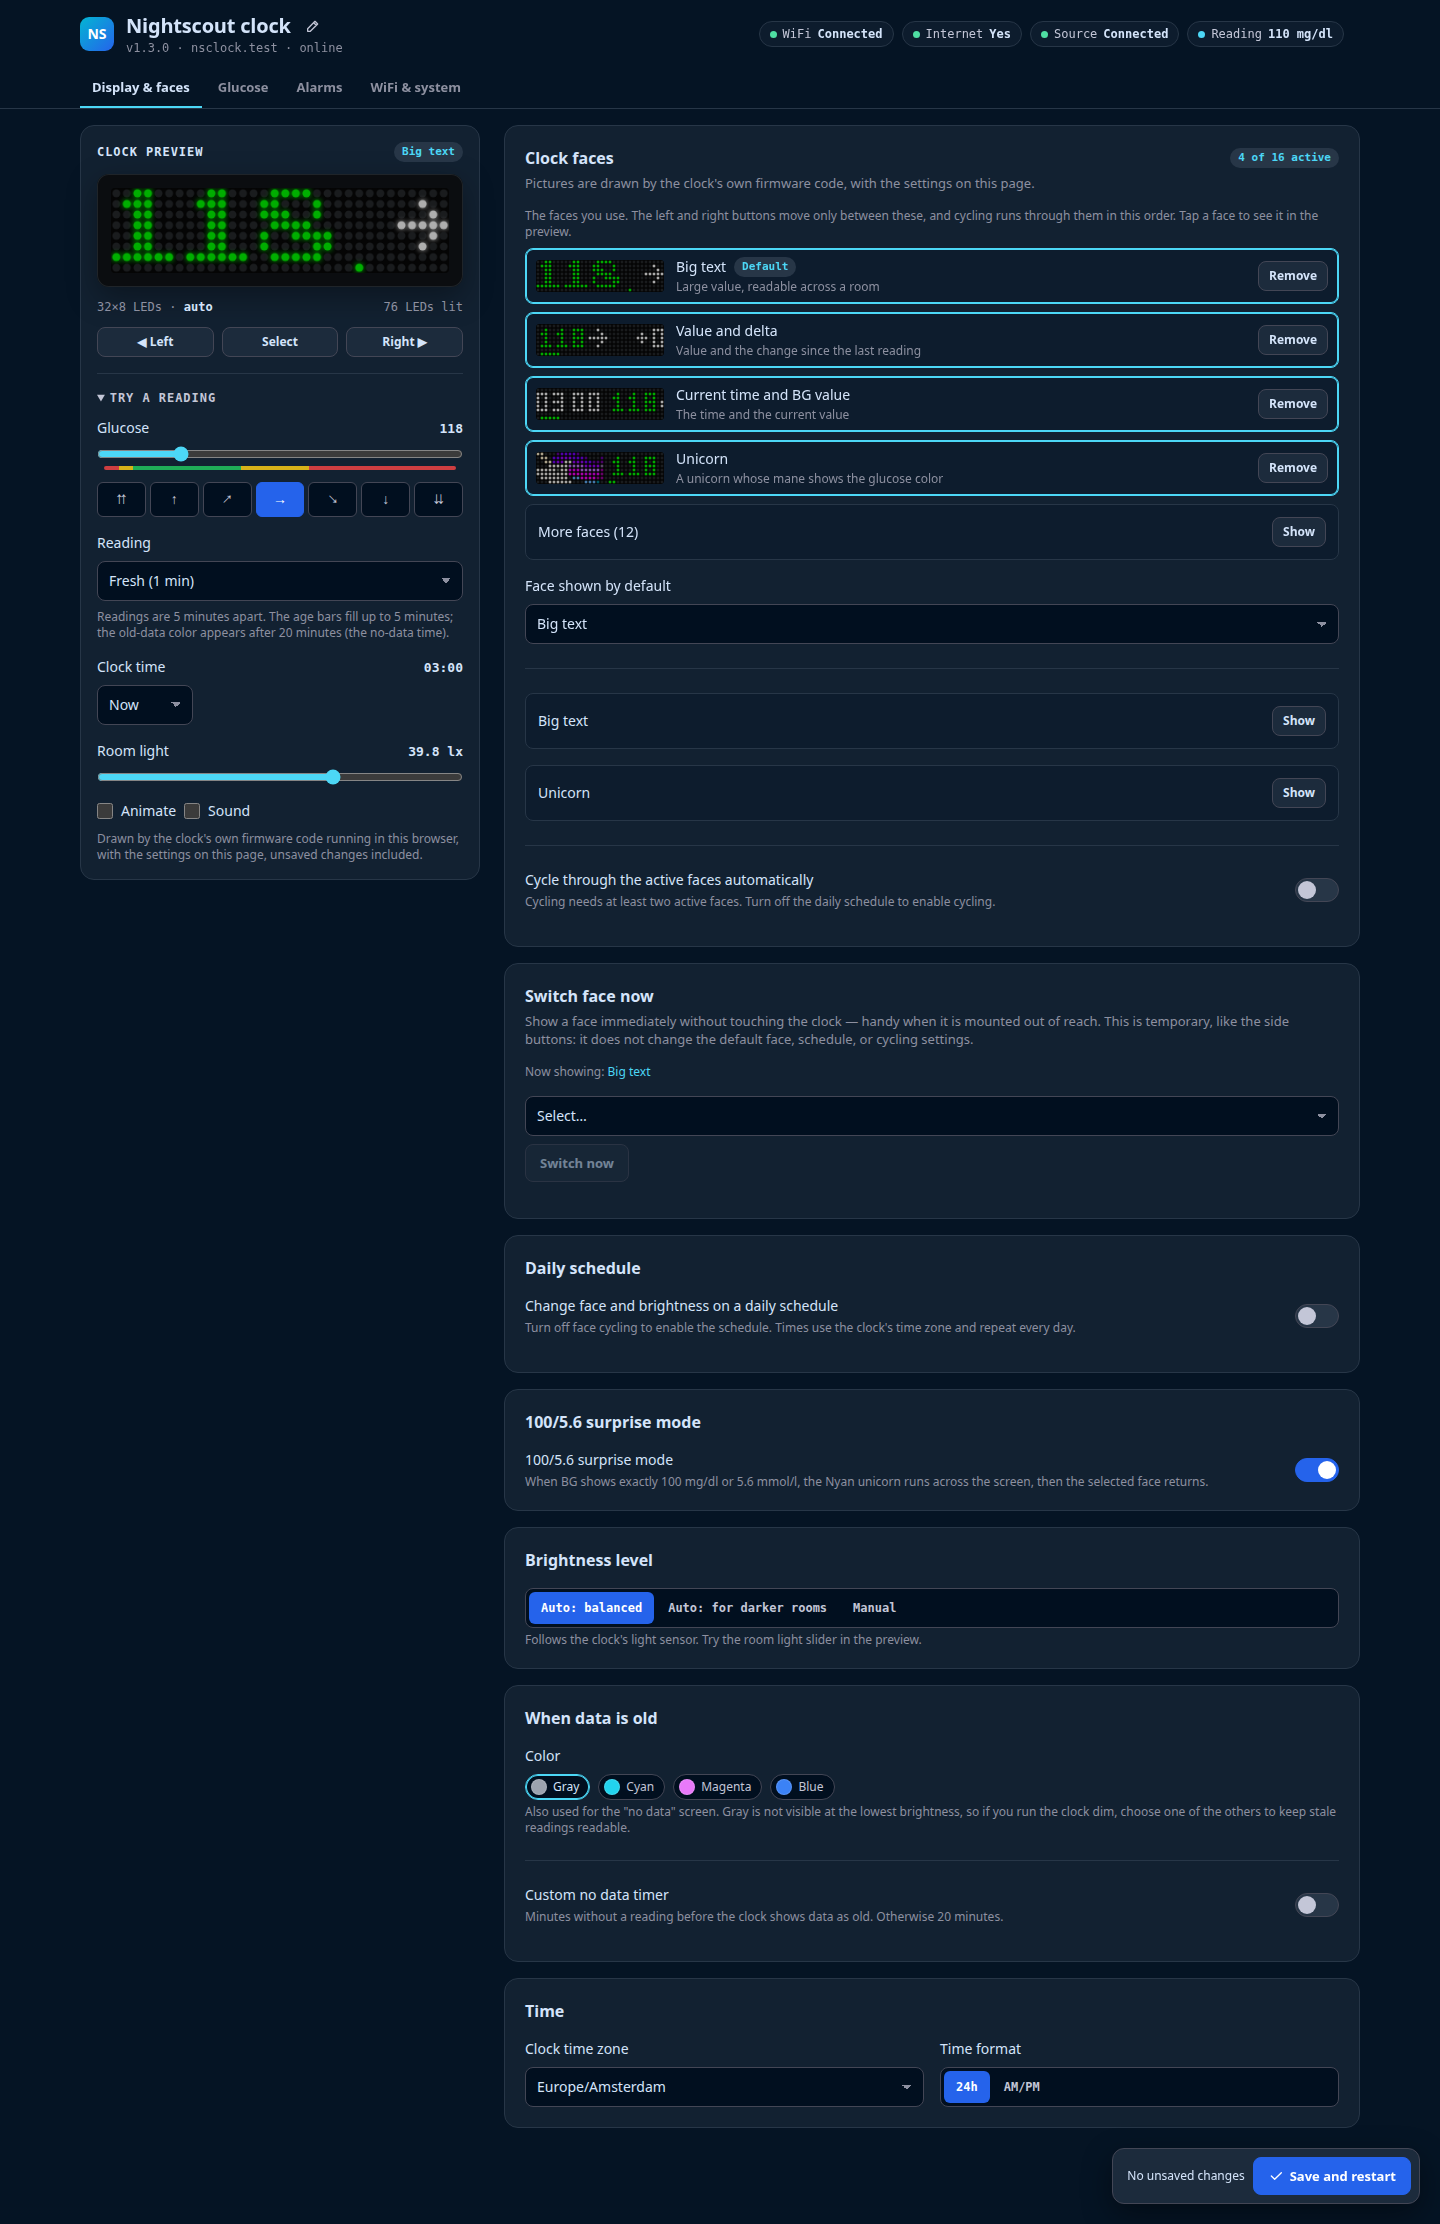 NS
Nightscout clock
v1.3.0 · nsclock.test · online
WiFi Connected
Internet Yes
Source Connected
Reading 110 mg/dl
Display & faces
Glucose
Alarms
WiFi & system
CLOCK PREVIEW
Big text
118
32×8 LEDs · auto
76 LEDs lit
◀ Left
Select
Right ▶
▼ TRY A READING
Glucose
118
⇈
↑
↗
→
↘
↓
⇊
Reading
Fresh (1 min)
Readings are 5 minutes apart. The age bars fill up to 5 minutes;
the old-data color appears after 20 minutes (the no-data time).
Clock time
03:00
Now
Room light
39.8 lx
Animate
Sound
Drawn by the clock's own firmware code running in this browser,
with the settings on this page, unsaved changes included.
Clock faces
4 of 16 active
Pictures are drawn by the clock's own firmware code, with the settings on this page.
The faces you use. The left and right buttons move only between these, and cycling runs through them in this order. Tap a face to see it in the
preview.
118
Big text
Default
Large value, readable across a room
Remove
118 +0
Value and delta
Value and the change since the last reading
Remove
03 00 118
Current time and BG value
The time and the current value
Remove
118
Unicorn
A unicorn whose mane shows the glucose color
Remove
More faces (12)
Show
Face shown by default
Big text
Big text
Show
Unicorn
Show
Cycle through the active faces automatically
Cycling needs at least two active faces. Turn off the daily schedule to enable cycling.
Switch face now
Show a face immediately without touching the clock — handy when it is mounted out of reach. This is temporary, like the side
buttons: it does not change the default face, schedule, or cycling settings.
Now showing: Big text
Select...
Switch now
Daily schedule
Change face and brightness on a daily schedule
Turn off face cycling to enable the schedule. Times use the clock's time zone and repeat every day.
100/5.6 surprise mode
100/5.6 surprise mode
When BG shows exactly 100 mg/dl or 5.6 mmol/l, the Nyan unicorn runs across the screen, then the selected face returns.
Brightness level
Auto: balanced
Auto: for darker rooms
Manual
Follows the clock's light sensor. Try the room light slider in the preview.
When data is old
Color
Gray
Cyan
Magenta
Blue
Also used for the "no data" screen. Gray is not visible at the lowest brightness, so if you run the clock dim, choose one of the others to keep stale
readings readable.
Custom no data timer
Minutes without a reading before the clock shows data as old. Otherwise 20 minutes.
Time
Clock time zone
Europe/Amsterdam
Time format
24h
AM/PM
No unsaved changes
Save and restart